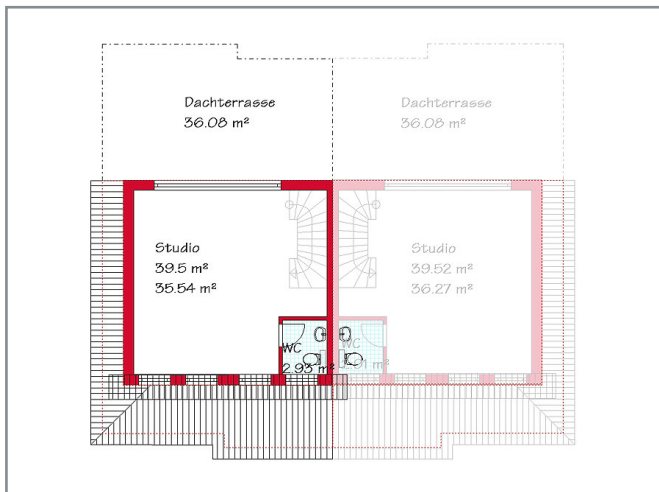 Dachterrasse
36.08 m²
Dachterrasse
36.08 m²
Studio
39.5 m²
35.54 m²
Studio
39.52 m²
36.27 m²
WC
2.93 m²